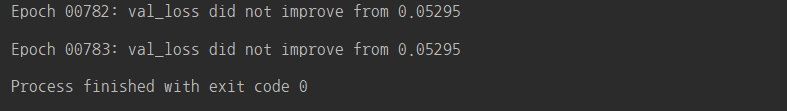 Epoch 00782: val_loss did not improve from 0.05295
Epoch 00783: val_loss did not improve from 0.05295
Process finished with exit code 0